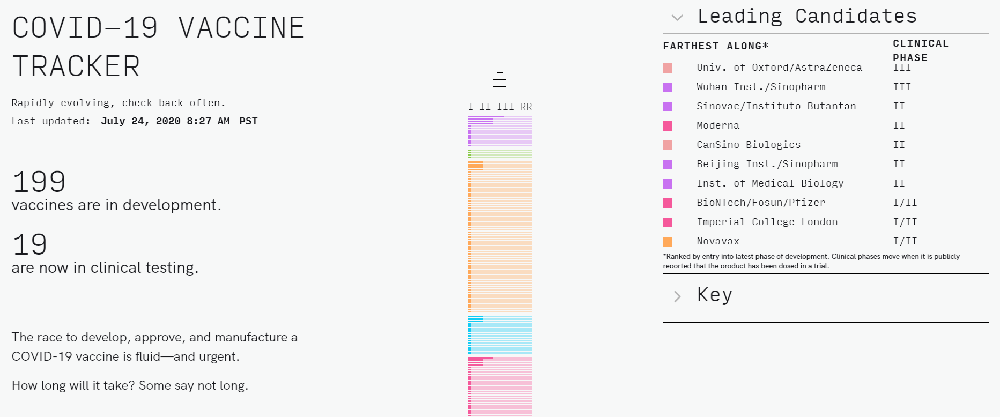 COVID–19 VACCINE
TRACKER
Rapidly evolving, check back often.
Last updated: July 24, 2020 8:27 AM PST
199
vaccines are in development.
19
are now in clinical testing.
The race to develop, approve, and manufacture a
COVID-19 vaccine is fluid—and urgent.
How long will it take? Some say not long.
I II III RR
Leading Candidates
FARTHEST ALONG* CLINICAL
PHASE
Univ. of Oxford/AstraZeneca III
Wuhan Inst./Sinopharm III
Sinovac/Instituto Butantan II
Moderna II
CanSino Biologics II
Beijing Inst./Sinopharm II
Inst. of Medical Biology II
BioNTech/Fosun/Pfizer I/II
Imperial College London I/II
Novavax I/II
*Ranked by entry into latest phase of development. Clinical phases move when it is publicly
reported that the product has been dosed in a trial.
Key